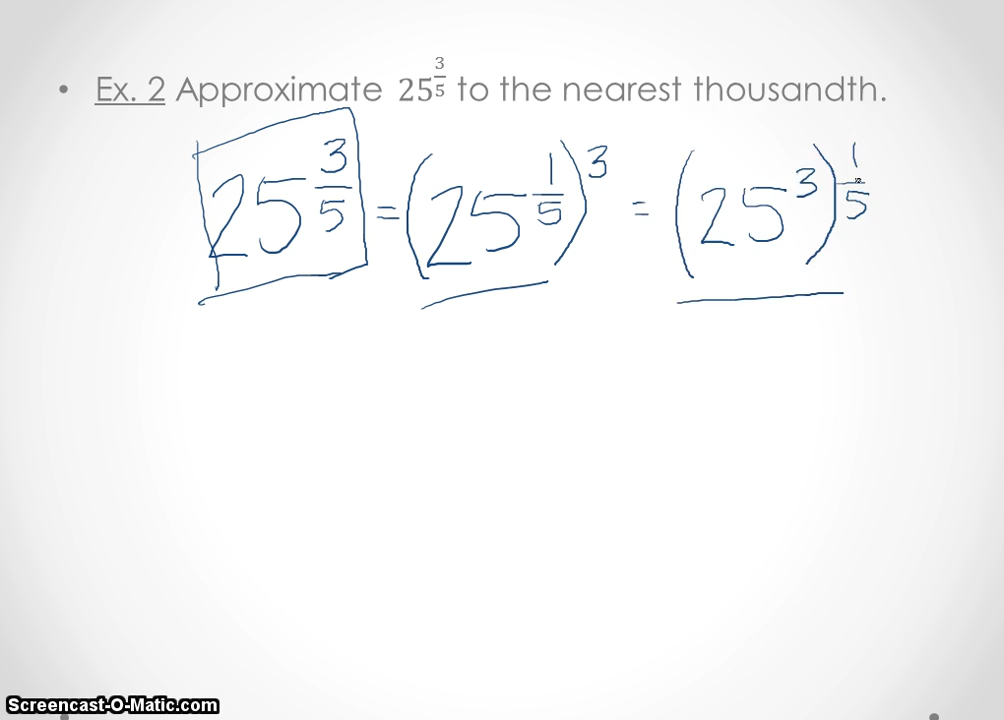 • Ex. 2 Approximate 25^(3/5) to the nearest thousandth.
25^(3/5) = (25^(1/5))^3 = (25^3)^(1/5)
Screencast-O-Matic.com